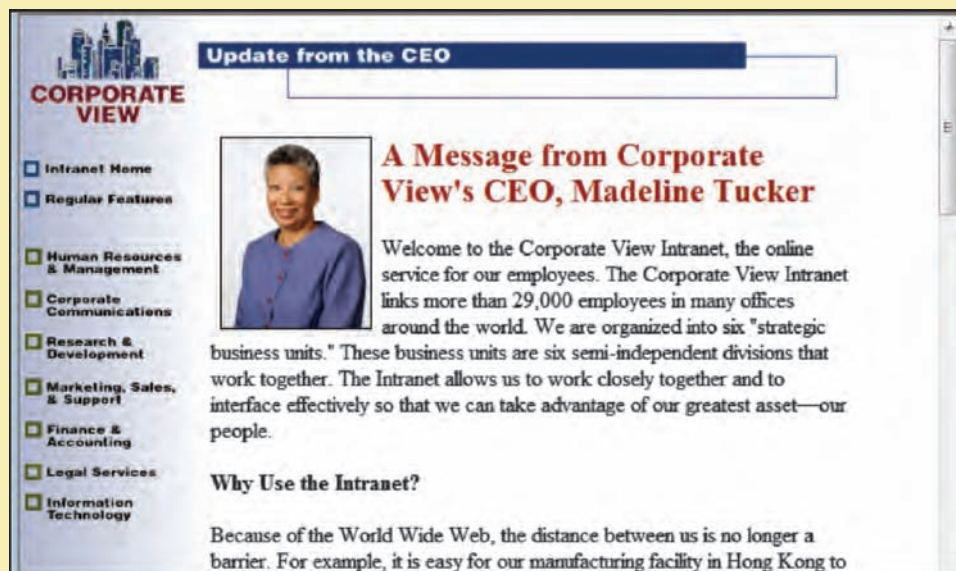 CORPORATE
VIEW
Intranet Home
Regular Features
Human Resources
& Management
Corporate
Communications
Research &
Development
Marketing, Sales,
& Support
Finance &
Accounting
Legal Services
Information
Technology
Update from the CEO
A Message from Corporate
View's CEO, Madeline Tucker
Welcome to the Corporate View Intranet, the online
service for our employees. The Corporate View Intranet
links more than 29,000 employees in many offices
around the world. We are organized into six "strategic
business units." These business units are six semi-independent divisions that
work together. The Intranet allows us to work closely together and to
interface effectively so that we can take advantage of our greatest asset—our
people.
Why Use the Intranet?
Because of the World Wide Web, the distance between us is no longer a
barrier. For example, it is easy for our manufacturing facility in Hong Kong to